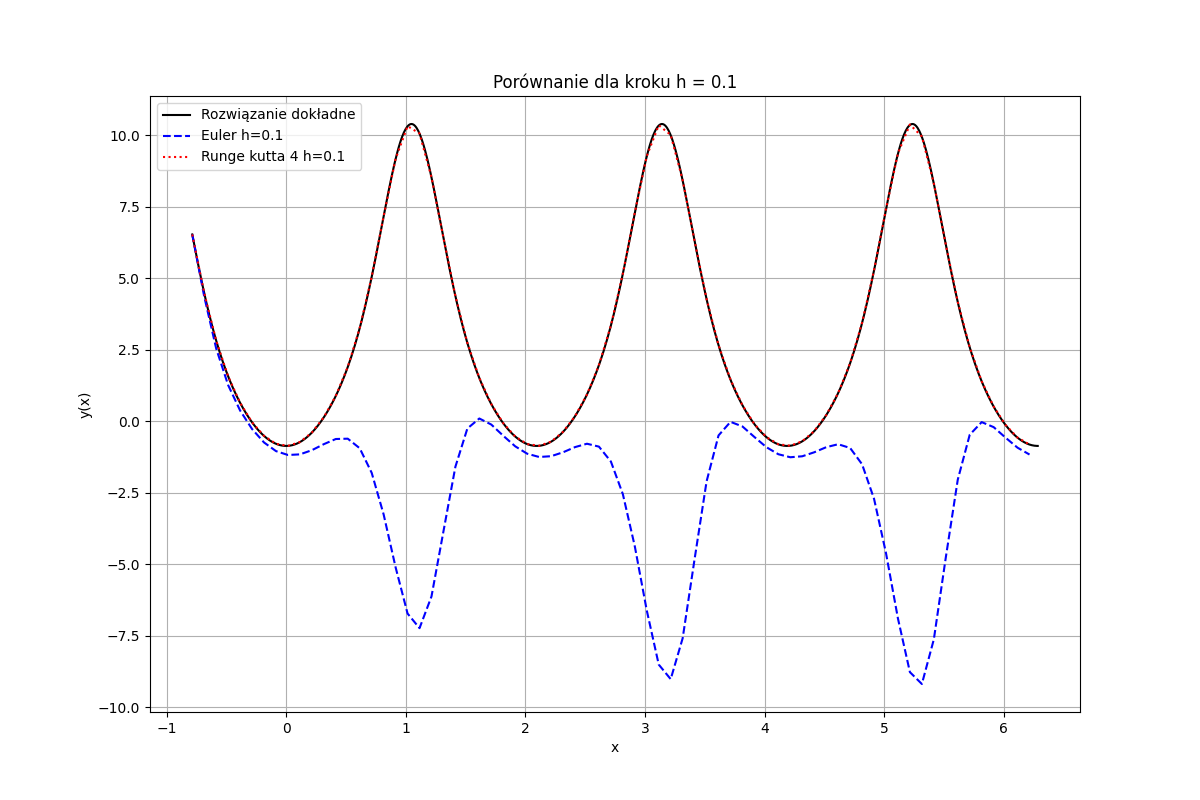 Porównanie dla kroku h = 0.1
Rozwiązanie dokładne
Euler h=0.1
Runge kutta 4 h=0.1
10.0
7.5
5.0
2.5
0.0
−2.5
−5.0
−7.5
−10.0
y(x)
−1 0 1 2 3 4 5 6
x